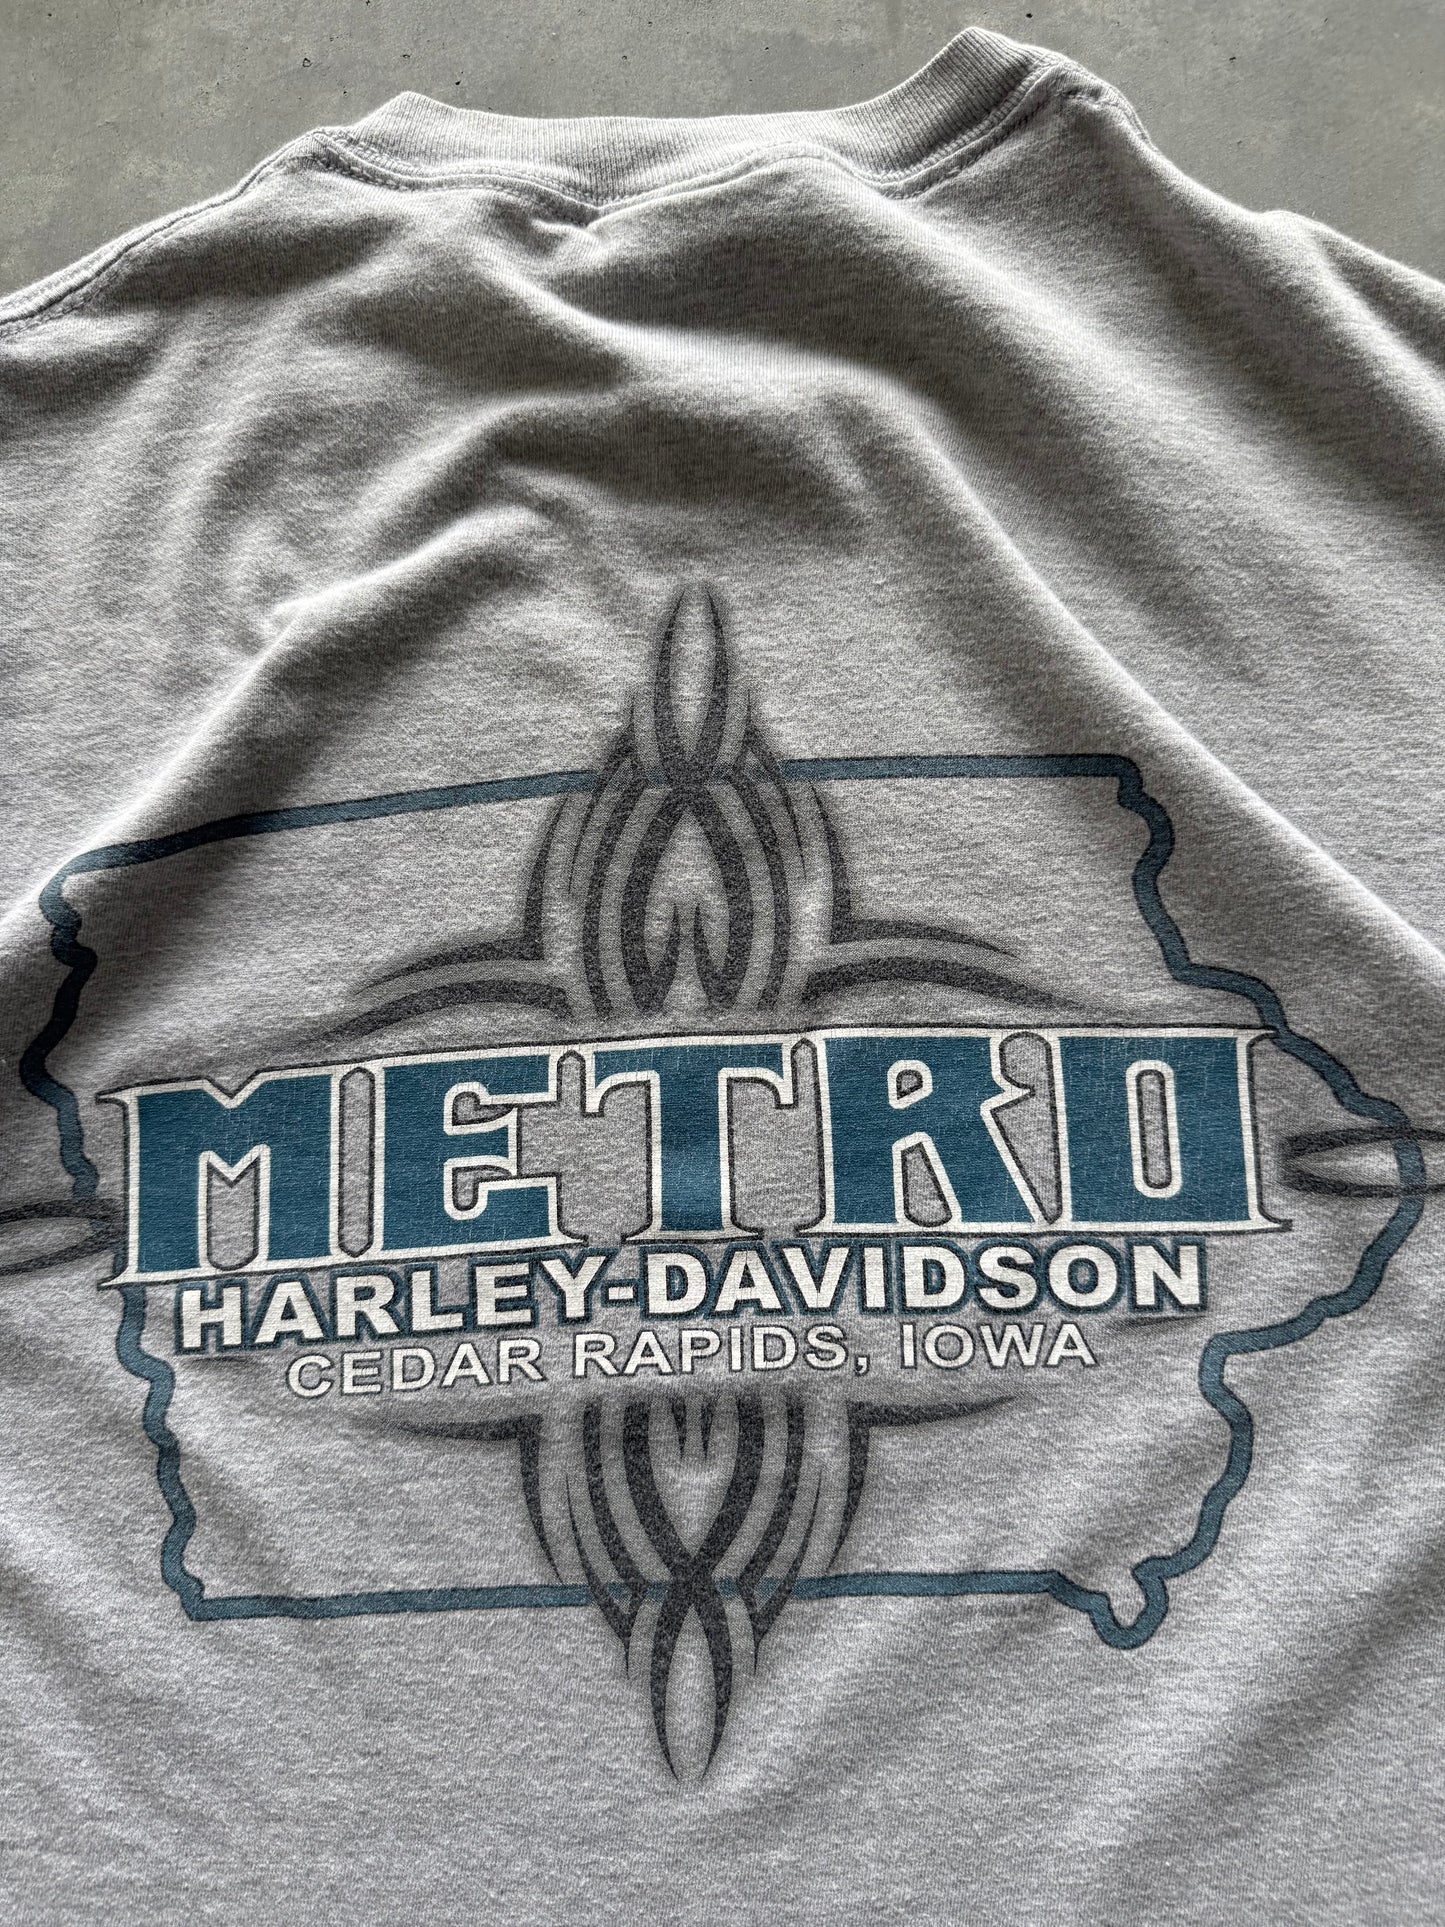 METRO
HARLEY-DAVIDSON
CEDAR RAPIDS, IOWA